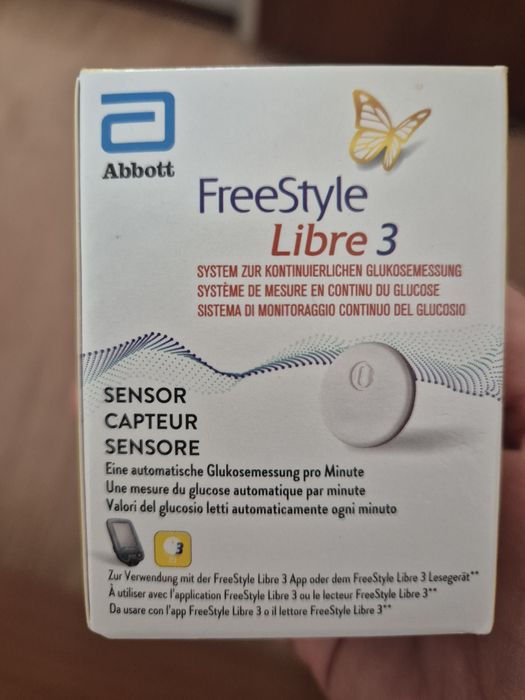 Abbott
FreeStyle
Libre 3
SYSTEM ZUR KONTINUIERLICHEN GLUKOSEMESSUNG
SYSTÈME DE MESURE EN CONTINU DU GLUCOSE
SISTEMA DI MONITORAGGIO CONTINUO DEL GLUCOSIO
SENSOR
CAPTEUR
SENSORE
Eine automatische Glukosemessung pro Minute
Une mesure du glucose automatique par minute
Valori del glucosio letti automaticamente ogni minuto
3
Zur Verwendung mit der FreeStyle Libre 3 App oder dem FreeStyle Libre 3 Lesegerät**
À utiliser avec l'application FreeStyle Libre 3 ou le lecteur FreeStyle Libre 3**
Da usare con l'app FreeStyle Libre 3 o il lettore FreeStyle Libre 3**